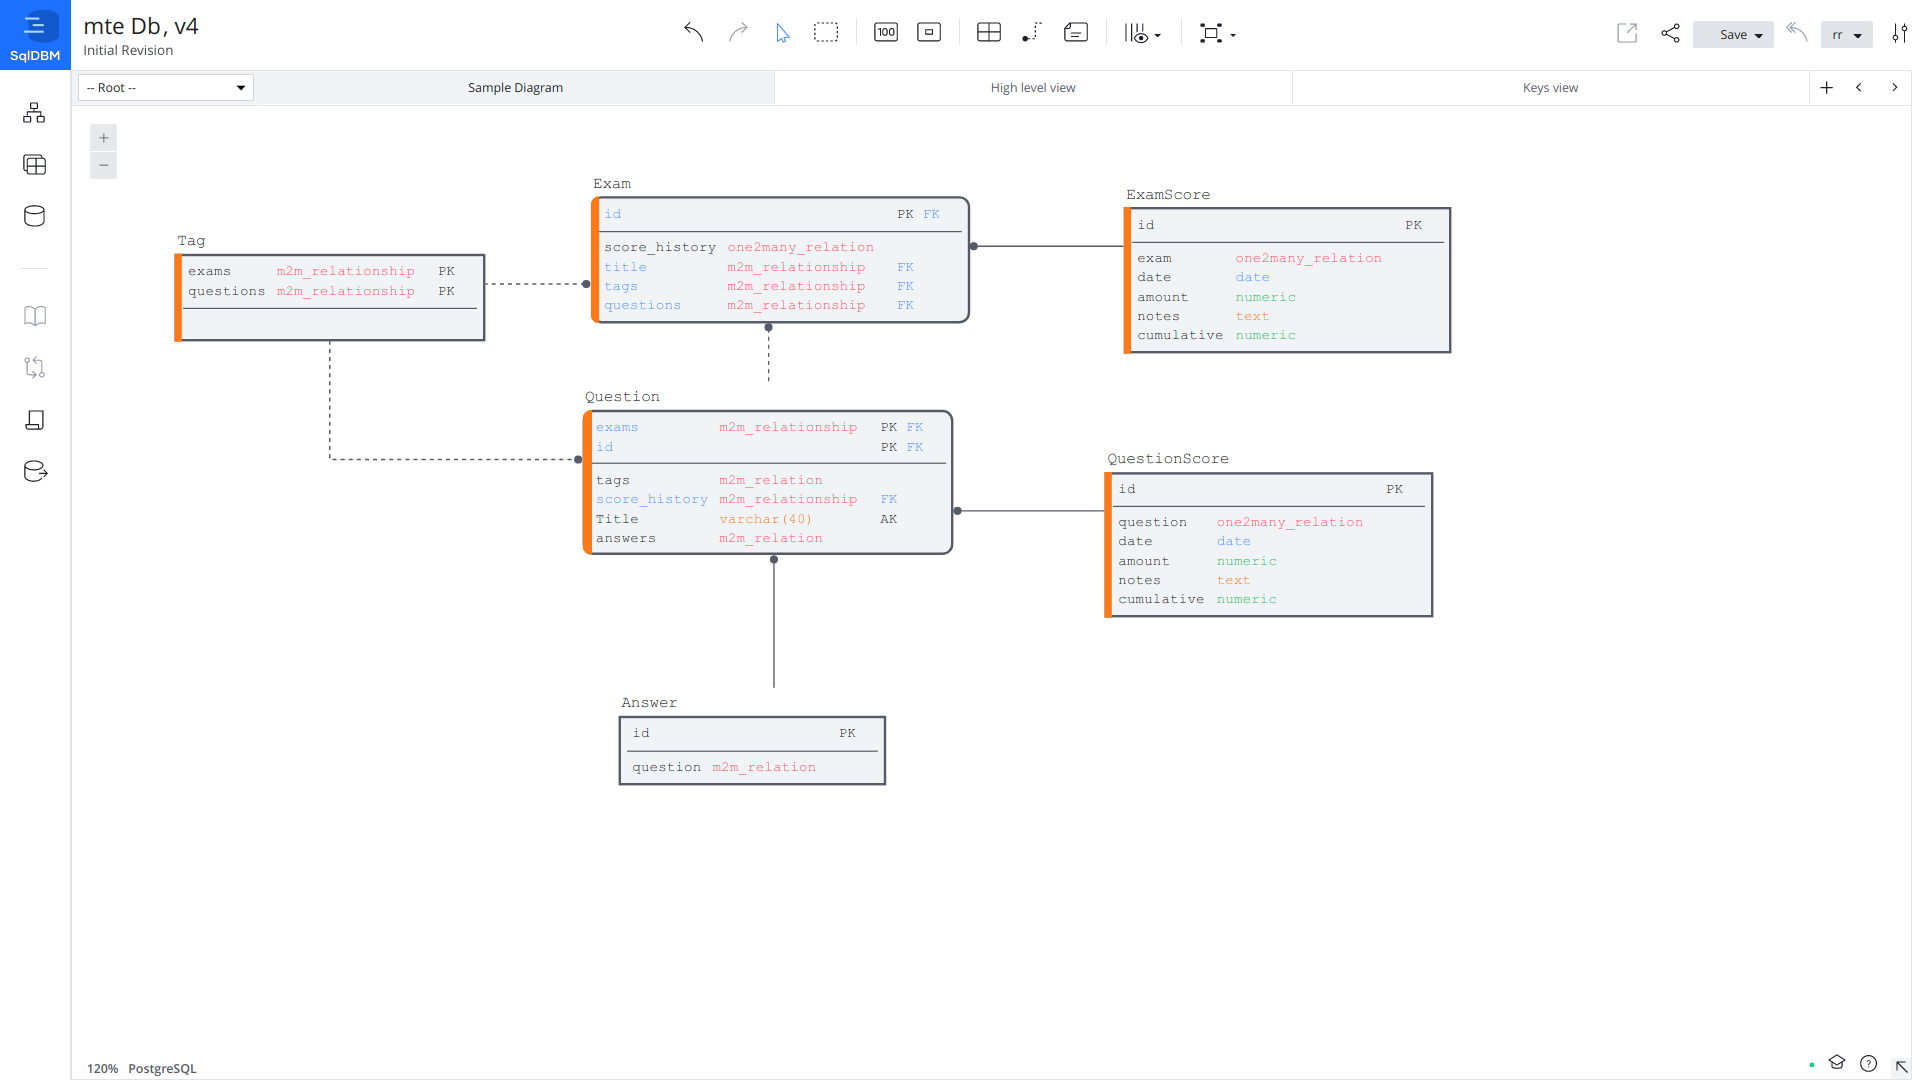 SqlDBM
mte Db, v4
Initial Revision
100
Save
rr
-- Root --
Sample Diagram
High level view
Keys view
+
−
Tag
exams m2m_relationship PK
questions m2m_relationship PK
Exam
id PK FK
score_history one2many_relation
title m2m_relationship FK
tags m2m_relationship FK
questions m2m_relationship FK
ExamScore
id PK
exam one2many_relation
date date
amount numeric
notes text
cumulative numeric
Question
exams m2m_relationship PK FK
id PK FK
tags m2m_relation
score_history m2m_relationship FK
Title varchar(40) AK
answers m2m_relation
QuestionScore
id PK
question one2many_relation
date date
amount numeric
notes text
cumulative numeric
Answer
id PK
question m2m_relation
120% PostgreSQL